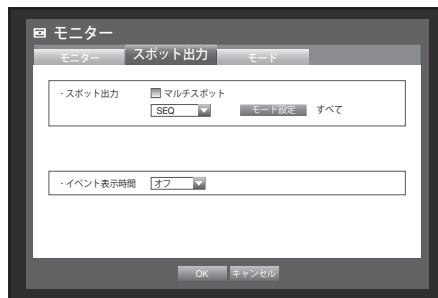 モニター
モニター スポット出力 モード
・スポット出力 マルチスポット
SEQ モード設定 すべて
・イベント表示時間 オフ
OK キャンセル